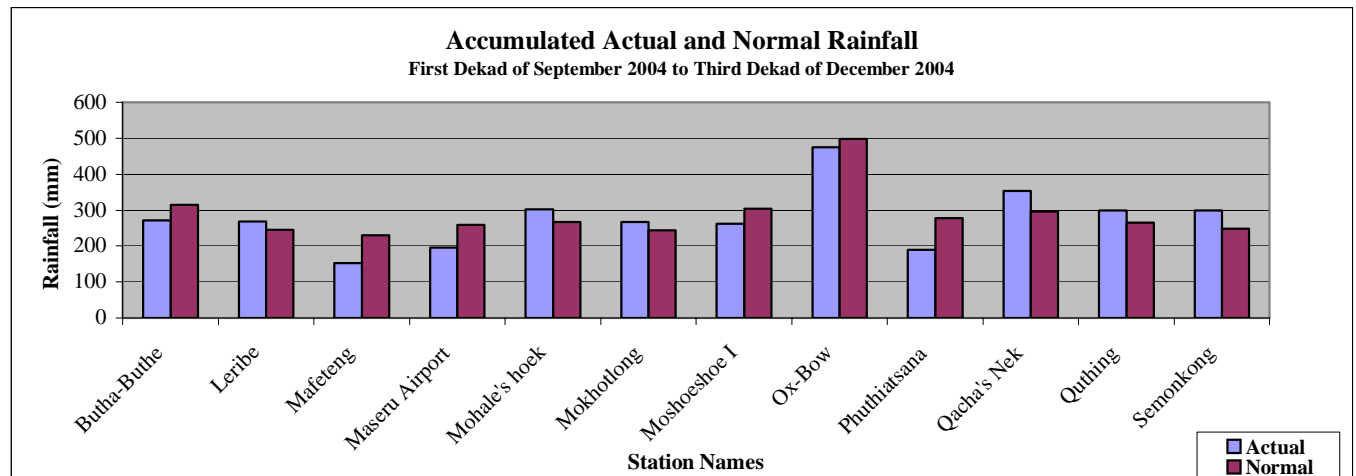 Accumulated Actual and Normal Rainfall
First Dekad of September 2004 to Third Dekad of December 2004
Rainfall (mm)
600
500
400
300
200
100
0
Butha-Buthe
Leribe
Mafeteng
Maseru Airport
Mohale's hoek
Mokhotlong
Moshoeshoe I
Ox-Bow
Phuthiatsana
Qacha's Nek
Quthing
Semonkong
Station Names
Actual
Normal